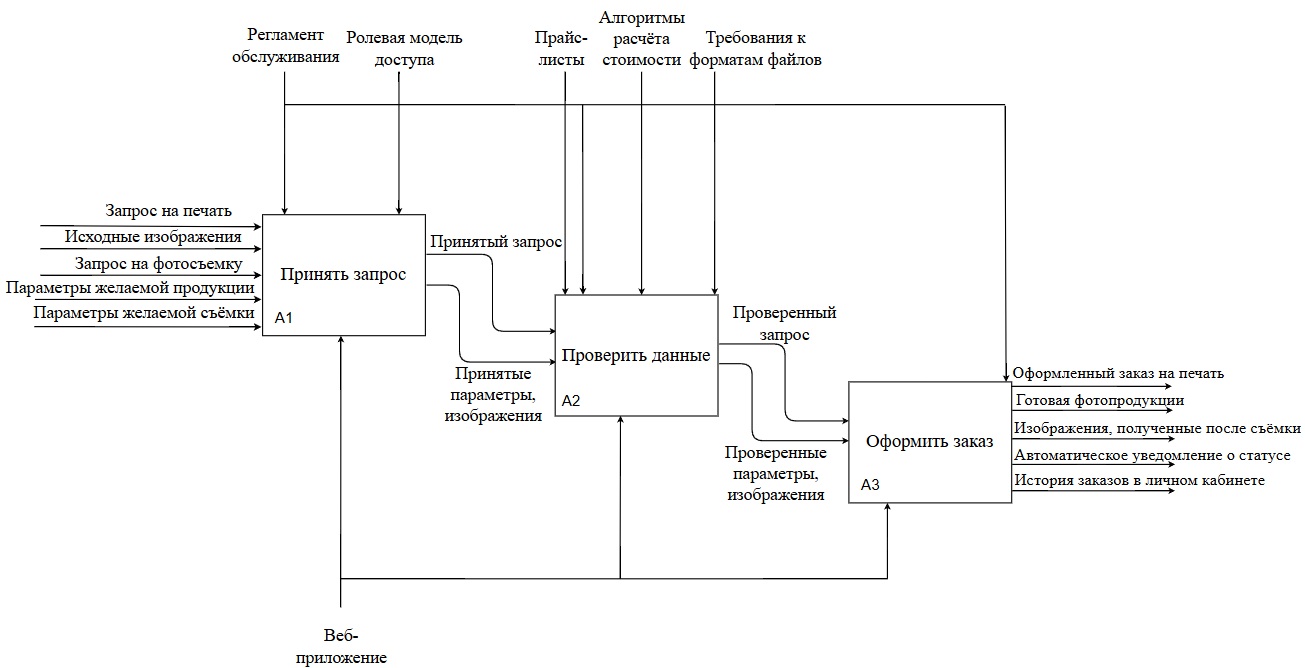 Регламент
обслуживания
Ролевая модель
доступа
Прайс-
листы
Алгоритмы
расчёта
стоимости
Требования к
форматам файлов
Запрос на печать
Исходные изображения
Запрос на фотосъемку
Параметры желаемой продукции
Параметры желаемой съёмки
Принять запрос
A1
Принятый запрос
Принятые
параметры,
изображения
Проверить данные
A2
Проверенный
запрос
Проверенные
параметры,
изображения
Оформить заказ
A3
Оформленный заказ на печать
Готовая фотопродукции
Изображения, полученные после съёмки
Автоматическое уведомление о статусе
История заказов в личном кабинете
Веб-
приложение